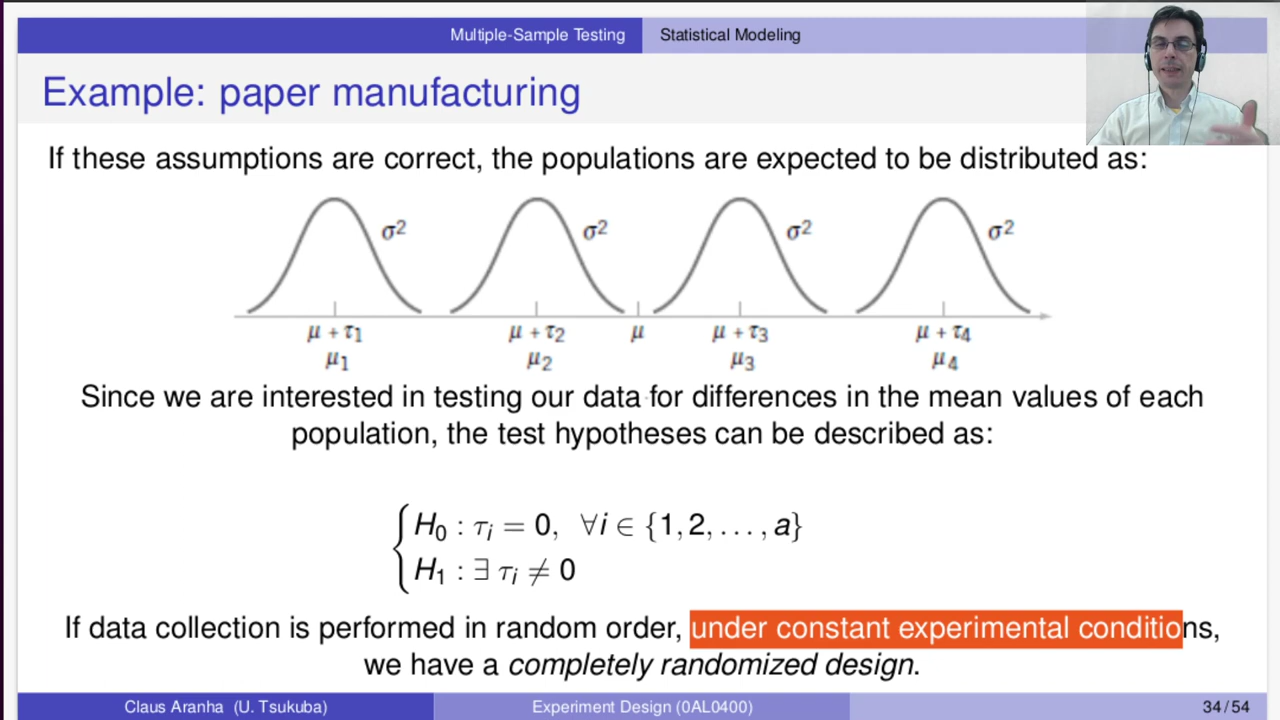 Multiple-Sample Testing Statistical Modeling
Example: paper manufacturing
If these assumptions are correct, the populations are expected to be distributed as:
σ² σ² σ² σ²
μ + τ1 μ + τ2 μ μ + τ3 μ + τ4
μ1 μ2 μ3 μ4
Since we are interested in testing our data for differences in the mean values of each
population, the test hypotheses can be described as:
H₀ : τᵢ = 0, ∀i ∈ {1, 2, . . . , a}
H₁ : ∃ τᵢ ≠ 0
If data collection is performed in random order, under constant experimental conditions,
we have a completely randomized design.
Claus Aranha (U. Tsukuba) Experiment Design (0AL0400) 34 / 54